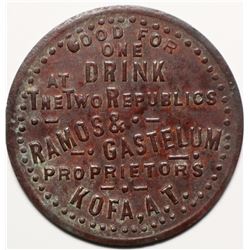 GOOD FOR
ONE
DRINK
AT
THE TWO REPUBLICS
RAMOS &
GASTELUM
PROPRIETORS
KOFA, A.T.